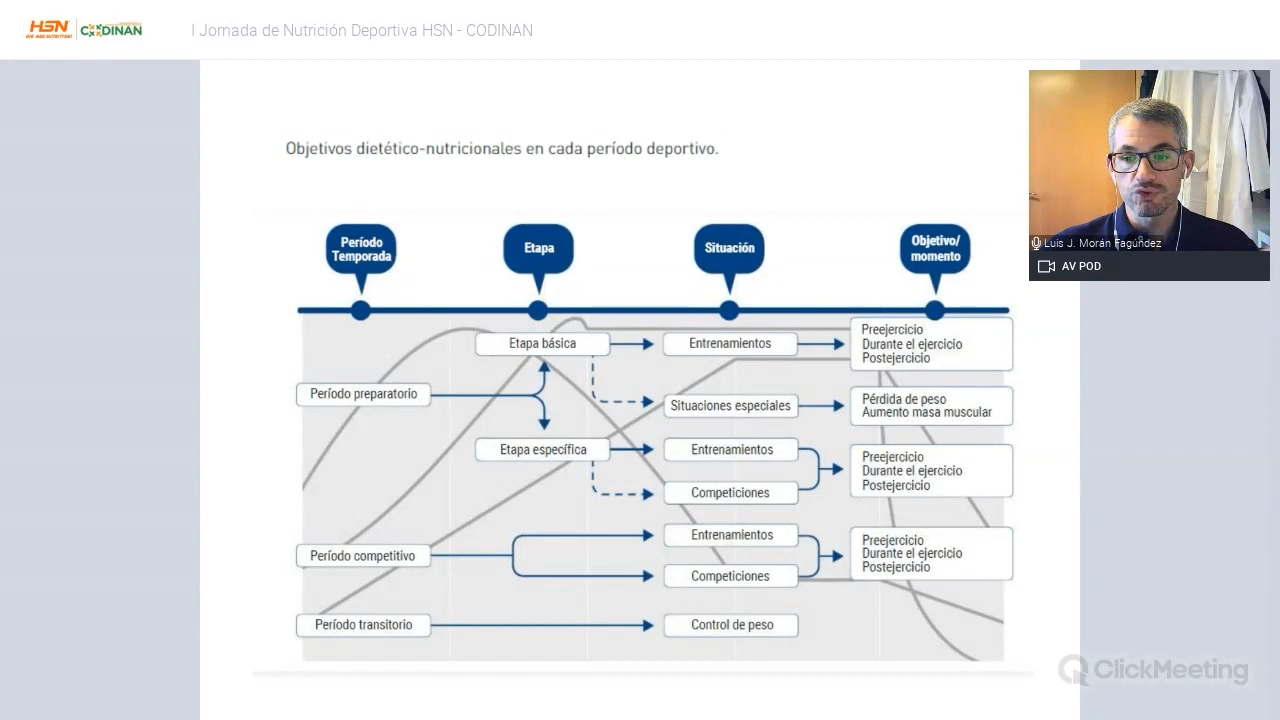 HSN
CODINAN
I Jornada de Nutrición Deportiva HSN - CODINAN
Objetivos dietético-nutricionales en cada período deportivo.
Período
Temporada
Etapa
Situación
Objetivo/
momento
Etapa básica
Entrenamientos
Preejercicio
Durante el ejercicio
Postejercicio
Período preparatorio
Situaciones especiales
Pérdida de peso
Aumento masa muscular
Etapa específica
Entrenamientos
Competiciones
Preejercicio
Durante el ejercicio
Postejercicio
Período competitivo
Entrenamientos
Competiciones
Preejercicio
Durante el ejercicio
Postejercicio
Período transitorio
Control de peso
Luis J. Morán Fagúndez
AV POD
ClickMeeting